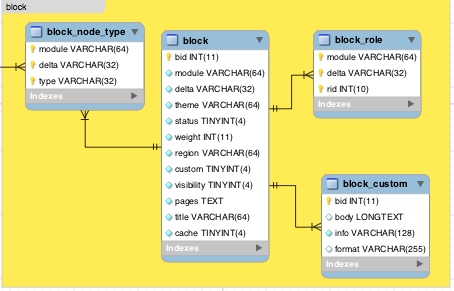 block
block_node_type
module VARCHAR(64)
delta VARCHAR(32)
type VARCHAR(32)
Indexes
block
bid INT(11)
module VARCHAR(64)
delta VARCHAR(32)
theme VARCHAR(64)
status TINYINT(4)
weight INT(11)
region VARCHAR(64)
custom TINYINT(4)
visibility TINYINT(4)
pages TEXT
title VARCHAR(64)
cache TINYINT(4)
Indexes
block_role
module VARCHAR(64)
delta VARCHAR(32)
rid INT(10)
Indexes
block_custom
bid INT(11)
body LONGTEXT
info VARCHAR(128)
format VARCHAR(255)
Indexes